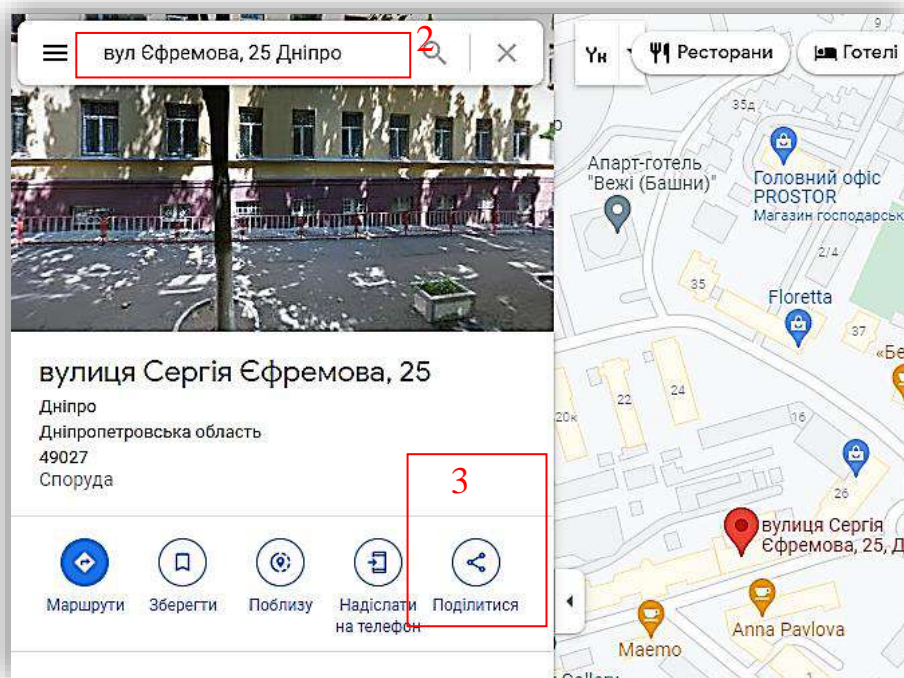 вул Єфремова, 25 Дніпро
2
вулиця Сергія Єфремова, 25
Дніпро
Дніпропетровська область
49027
Споруда
3
Маршрути
Зберегти
Поблизу
Надіслати
на телефон
Поділитися
Ресторани
Готелі
9
35д
Апарт-готель
"Вежі (Башни)"
Головний офіс
PROSTOR
Магазин господарськ
2/4
35
Floretta
37
«Бе
24
22
20к
16
26
вулиця Сергія
Єфремова, 25, Д
Anna Pavlova
Maemo
1